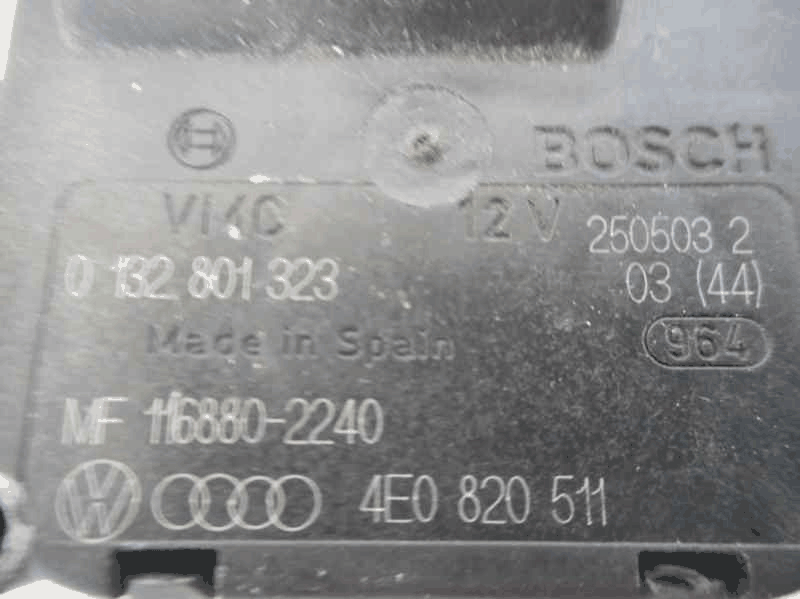 BOSCH
12 V
250503 2
0 132 801 323
03 (44)
Made in Spain
964
MF 116880-2240
4E0 820 511